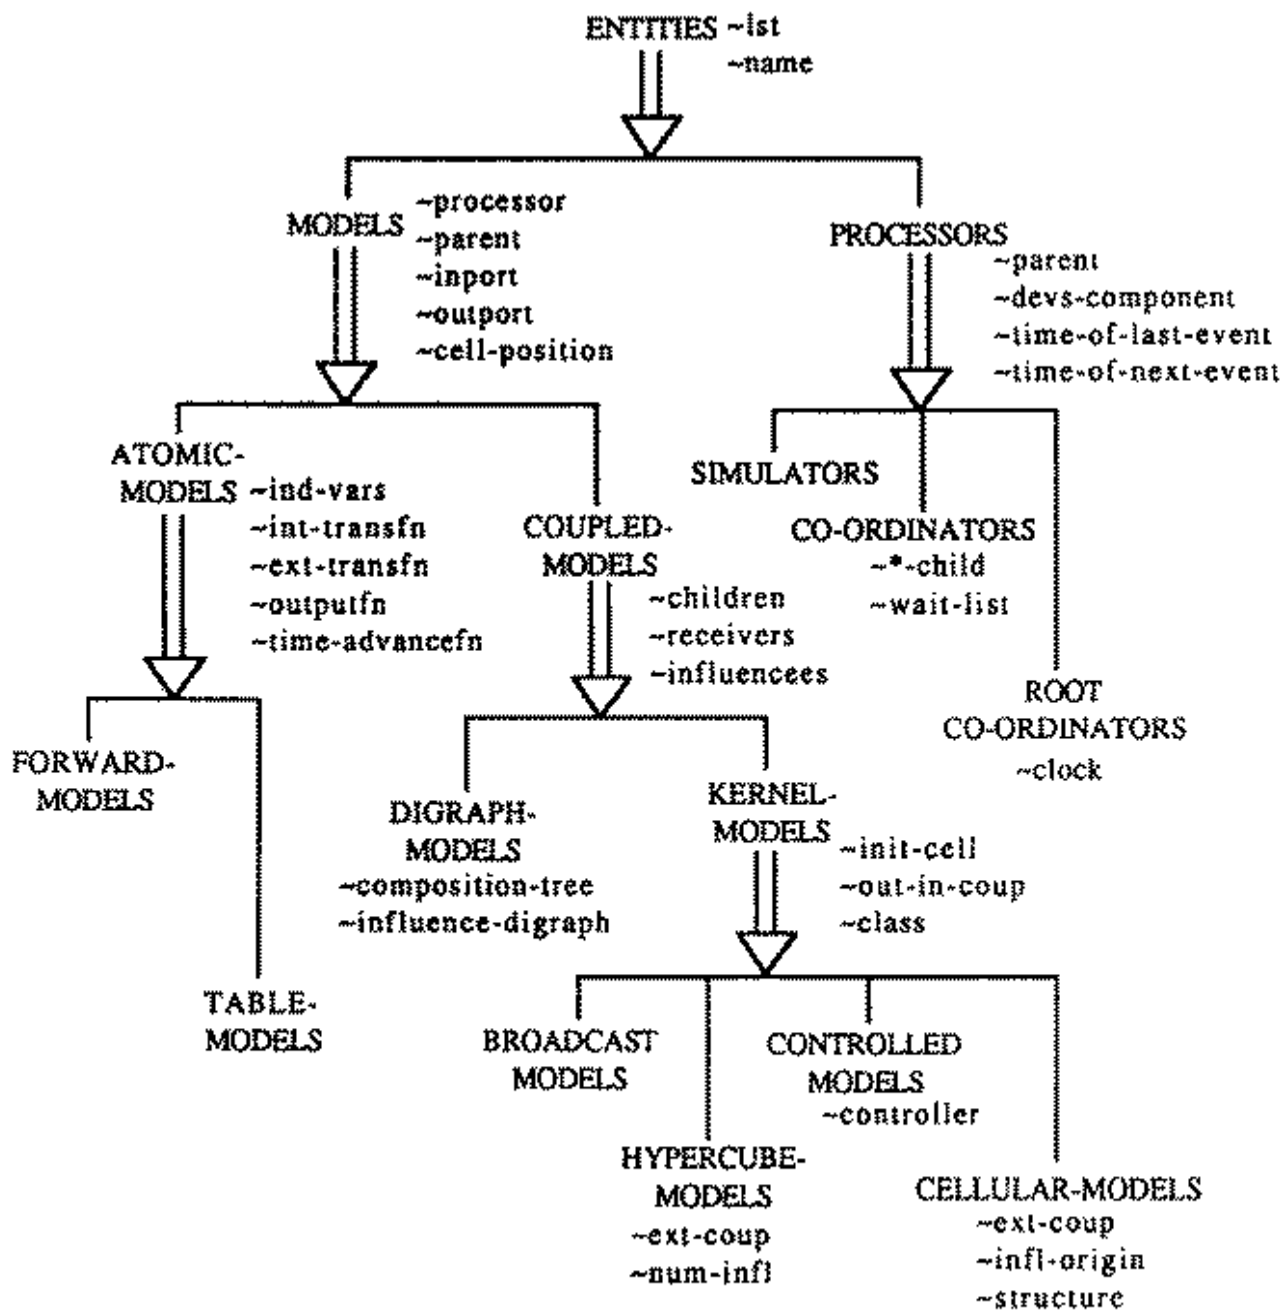 ENTITIES ~lst
~name
MODELS
~processor
~parent
~inport
~outport
~cell-position
PROCESSORS
~parent
~devs-component
~time-of-last-event
~time-of-next-event
ATOMIC-
MODELS
~ind-vars
~int-transfn
~ext-transfn
~outputfn
~time-advancefn
COUPLED-
MODELS
~children
~receivers
~influencees
SIMULATORS
CO-ORDINATORS
~*-child
~wait-list
ROOT
CO-ORDINATORS
~clock
FORWARD-
MODELS
TABLE-
MODELS
DIGRAPH-
MODELS
~composition-tree
~influence-digraph
KERNEL-
MODELS
~init-cell
~out-in-coup
~class
BROADCAST
MODELS
HYPERCUBE-
MODELS
~ext-coup
~num-infl
CONTROLLED
MODELS
~controller
CELLULAR-MODELS
~ext-coup
~infl-origin
~structure